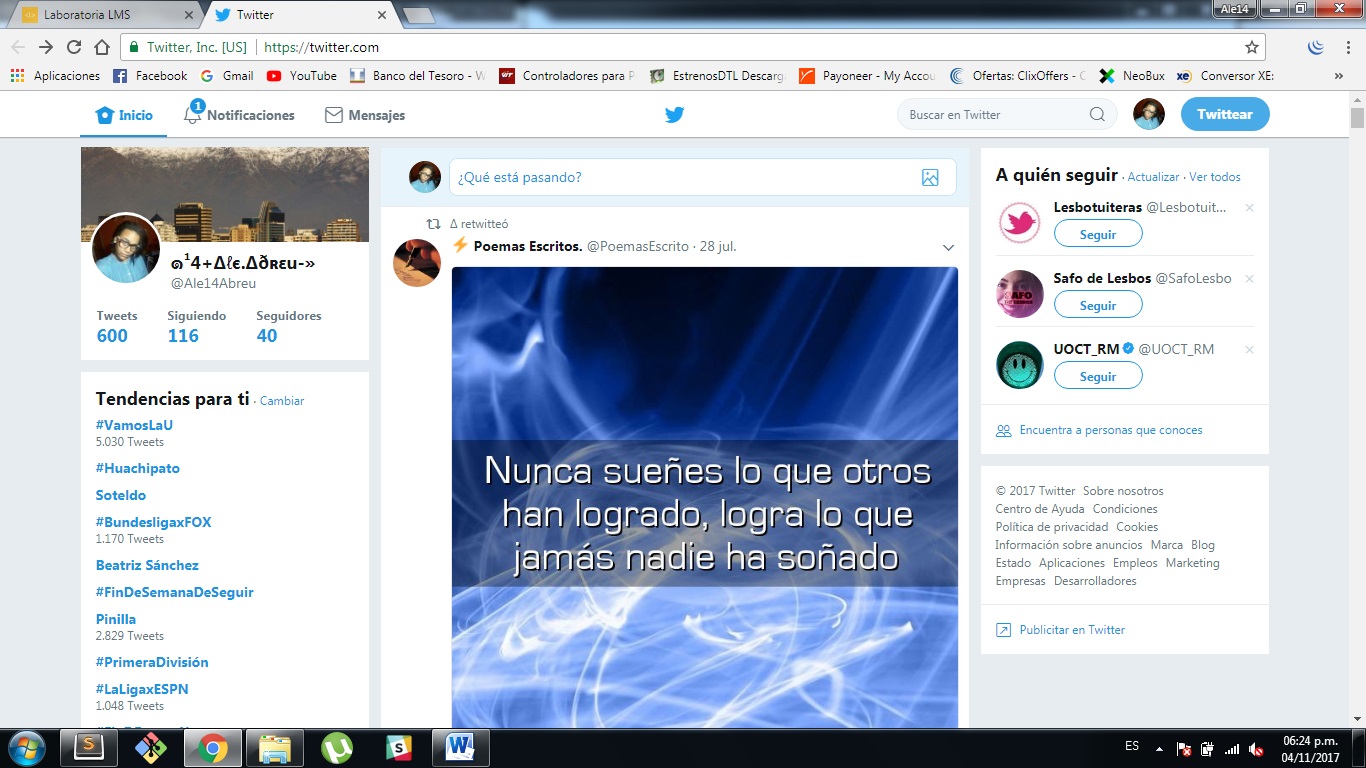 Laboratoria LMS
Twitter
Ale14
Twitter, Inc. [US]
https://twitter.com
Aplicaciones
Facebook
Gmail
YouTube
Banco del Tesoro - W
Controladores para P
EstrenosDTL Descarg
Payoneer - My Accou
Ofertas: ClixOffers - C
NeoBux
Conversor XE:
»
Inicio
1
Notificaciones
Mensajes
Buscar en Twitter
Twittear
๑¹4+Δℓє.Δðʀєu-»
@Ale14Abreu
Tweets Siguiendo Seguidores
600 116 40
Tendencias para ti · Cambiar
#VamosLaU
5.030 Tweets
#Huachipato
Soteldo
#BundesligaxFOX
1.170 Tweets
Beatriz Sánchez
#FinDeSemanaDeSeguir
Pinilla
2.829 Tweets
#PrimeraDivisión
#LaLigaxESPN
1.048 Tweets
¿Qué está pasando?
Δ retwitteó
⚡ Poemas Escritos. @PoemasEscrito · 28 jul.
Nunca sueñes lo que otros
han logrado, logra lo que
jamás nadie ha soñado
A quién seguir · Actualizar · Ver todos
Lesbotuiteras @Lesbotuit...
Seguir
Safo de Lesbos @SafoLesbo
SAFO
Seguir
UOCT_RM @UOCT_RM
Seguir
Encuentra a personas que conoces
© 2017 Twitter Sobre nosotros
Centro de Ayuda Condiciones
Política de privacidad Cookies
Información sobre anuncios Marca Blog
Estado Aplicaciones Empleos Marketing
Empresas Desarrolladores
Publicitar en Twitter
ES
06:24 p.m.
04/11/2017